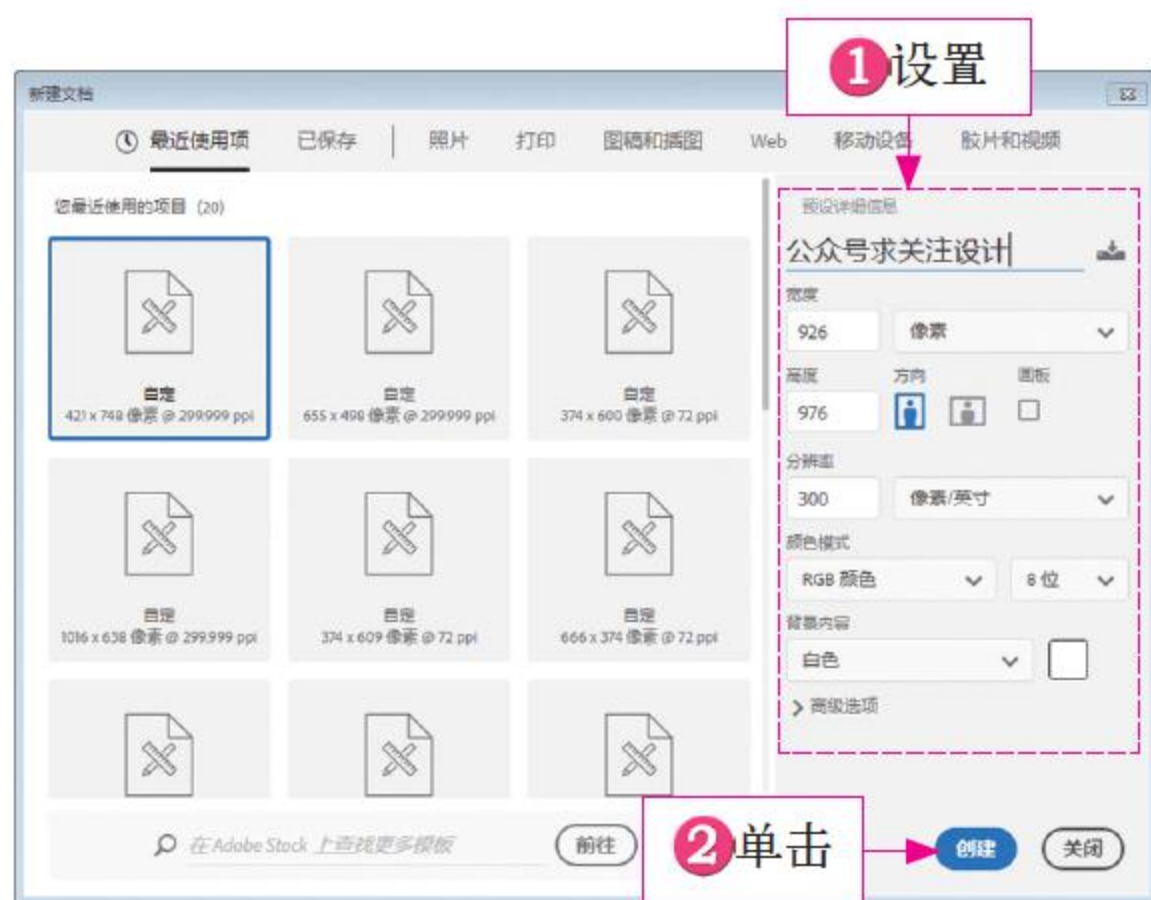 ❶设置
新建文档
最近使用项 已保存 照片 打印 图稿和插图 Web 移动设备 胶片和视频
您最近使用的项目 (20)
自定
421 x 748 像素 @ 299.999 ppi
自定
655 x 498 像素 @ 299.999 ppi
自定
374 x 600 像素 @ 72 ppi
自定
1016 x 638 像素 @ 299.999 ppi
自定
374 x 609 像素 @ 72 ppi
自定
666 x 374 像素 @ 72 ppi
在 Adobe Stock 上查找更多模板 前往
预设详细信息
公众号求关注设计
宽度
926 像素
高度 方向 画板
976
分辨率
300 像素/英寸
颜色模式
RGB 颜色 8 位
背景内容
白色
高级选项
❷单击
创建 关闭